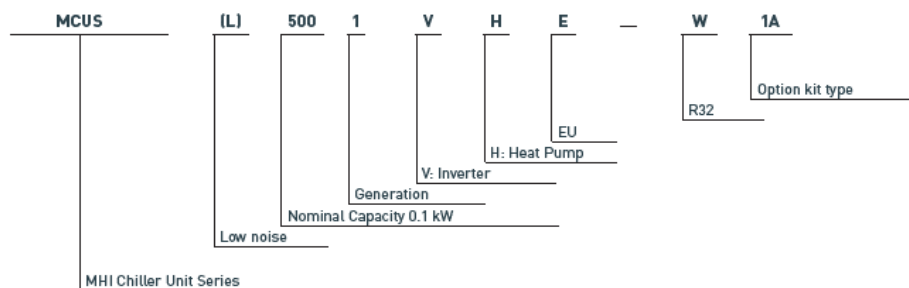 MCUS (L) 500 1 V H E — W 1A
Option kit type
R32
EU
H: Heat Pump
V: Inverter
Generation
Nominal Capacity 0.1 kW
Low noise
MHI Chiller Unit Series